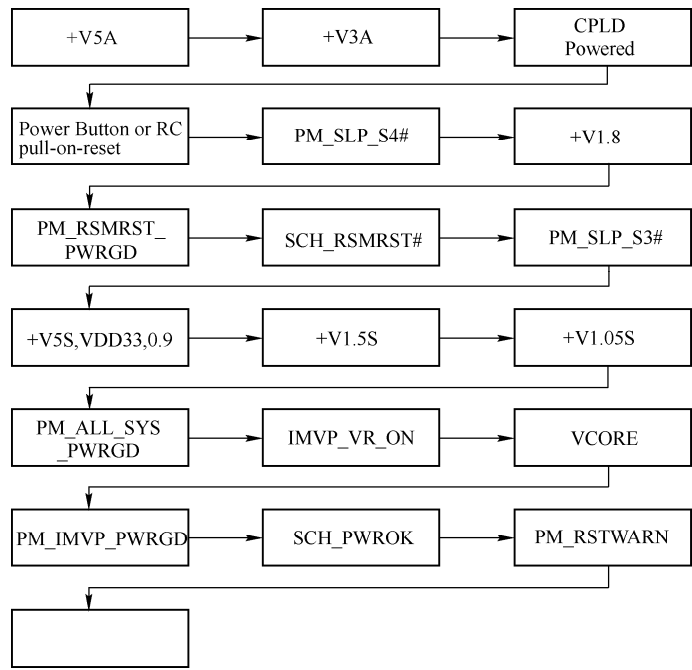 +V5A
+V3A
CPLD
Powered
Power Button or RC
pull-on-reset
PM_SLP_S4#
+V1.8
PM_RSMRST_
PWRGD
SCH_RSMRST#
PM_SLP_S3#
+V5S,VDD33,0.9
+V1.5S
+V1.05S
PM_ALL_SYS
_PWRGD
IMVP_VR_ON
VCORE
PM_IMVP_PWRGD
SCH_PWROK
PM_RSTWARN